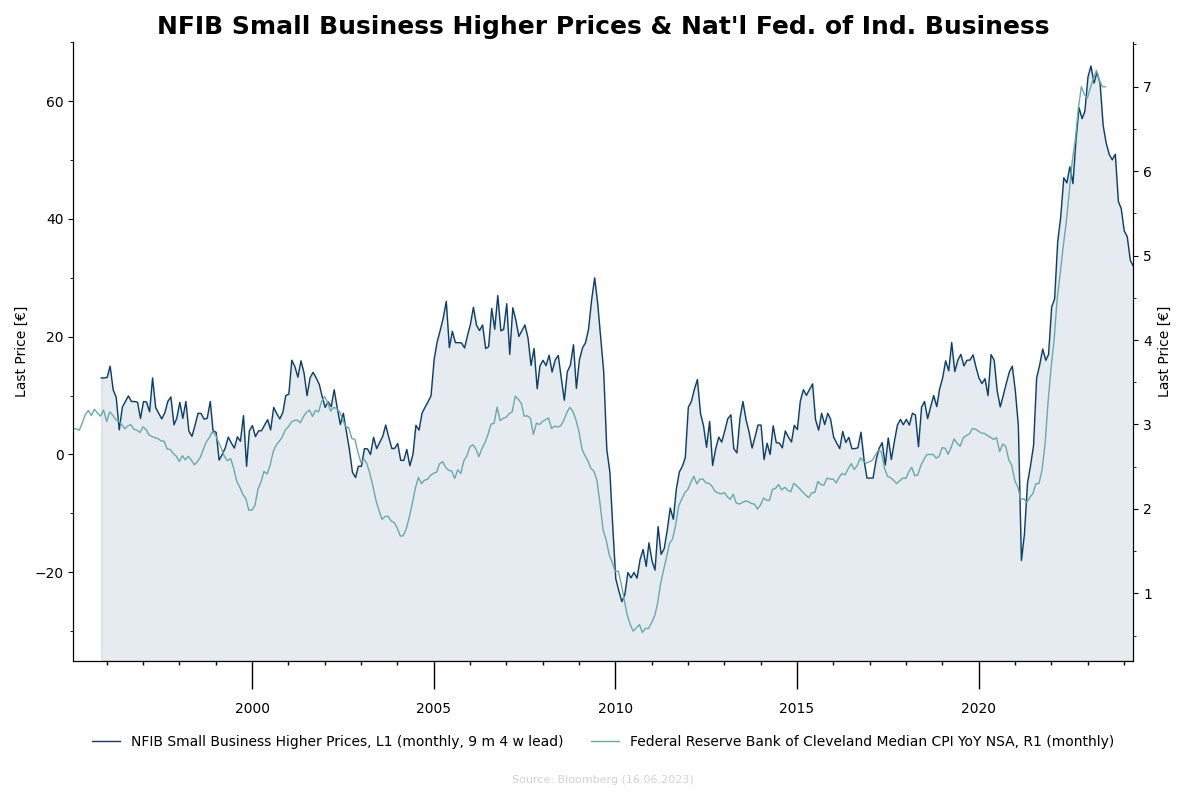 NFIB Small Business Higher Prices & Nat'l Fed. of Ind. Business
60
40
20
0
−20
Last Price [€]
7
6
5
4
3
2
1
Last Price [€]
2000 2005 2010 2015 2020
NFIB Small Business Higher Prices, L1 (monthly, 9 m 4 w lead) Federal Reserve Bank of Cleveland Median CPI YoY NSA, R1 (monthly)
Source: Bloomberg (16.06.2023)